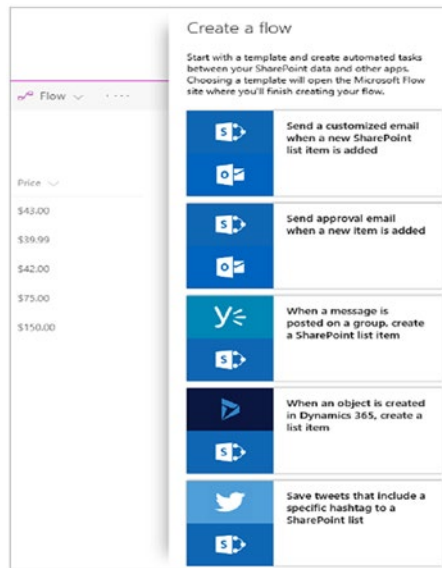 Create a flow
Start with a template and create automated tasks
between your SharePoint data and other apps.
Choosing a template will open the Microsoft Flow
site where you'll finish creating your flow.
Flow
Price
$43.00
$39.99
$42.00
$75.00
$150.00
Send a customized email
when a new SharePoint
list item is added
Send approval email
when a new item is added
When a message is
posted on a group, create
a SharePoint list item
When an object is created
in Dynamics 365, create a
list item
Save tweets that include a
specific hashtag to a
SharePoint list